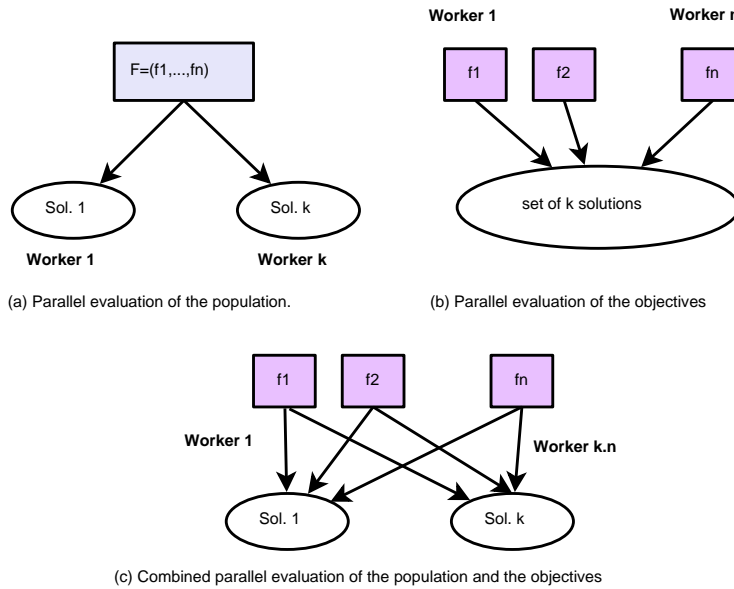 F=(f1,...,fn)
Sol. 1
Sol. k
Worker 1
Worker k
(a) Parallel evaluation of the population.
Worker 1
Worker
f1
f2
fn
set of k solutions
(b) Parallel evaluation of the objectives
f1
f2
fn
Worker 1
Worker k.n
Sol. 1
Sol. k
(c) Combined parallel evaluation of the population and the objectives